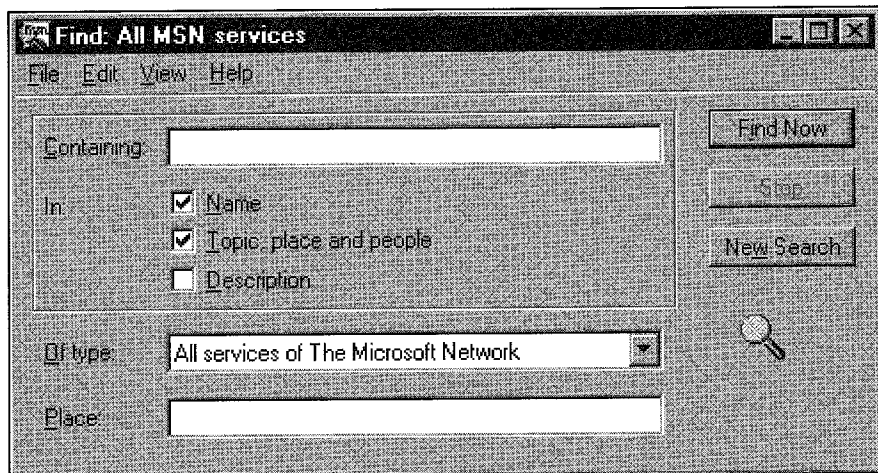 Find: All MSN services
File Edit View Help
Containing:
Find Now
In:
Name
Stop
Topic, place and people
New Search
Description
Of type:
All services of The Microsoft Network
Place: